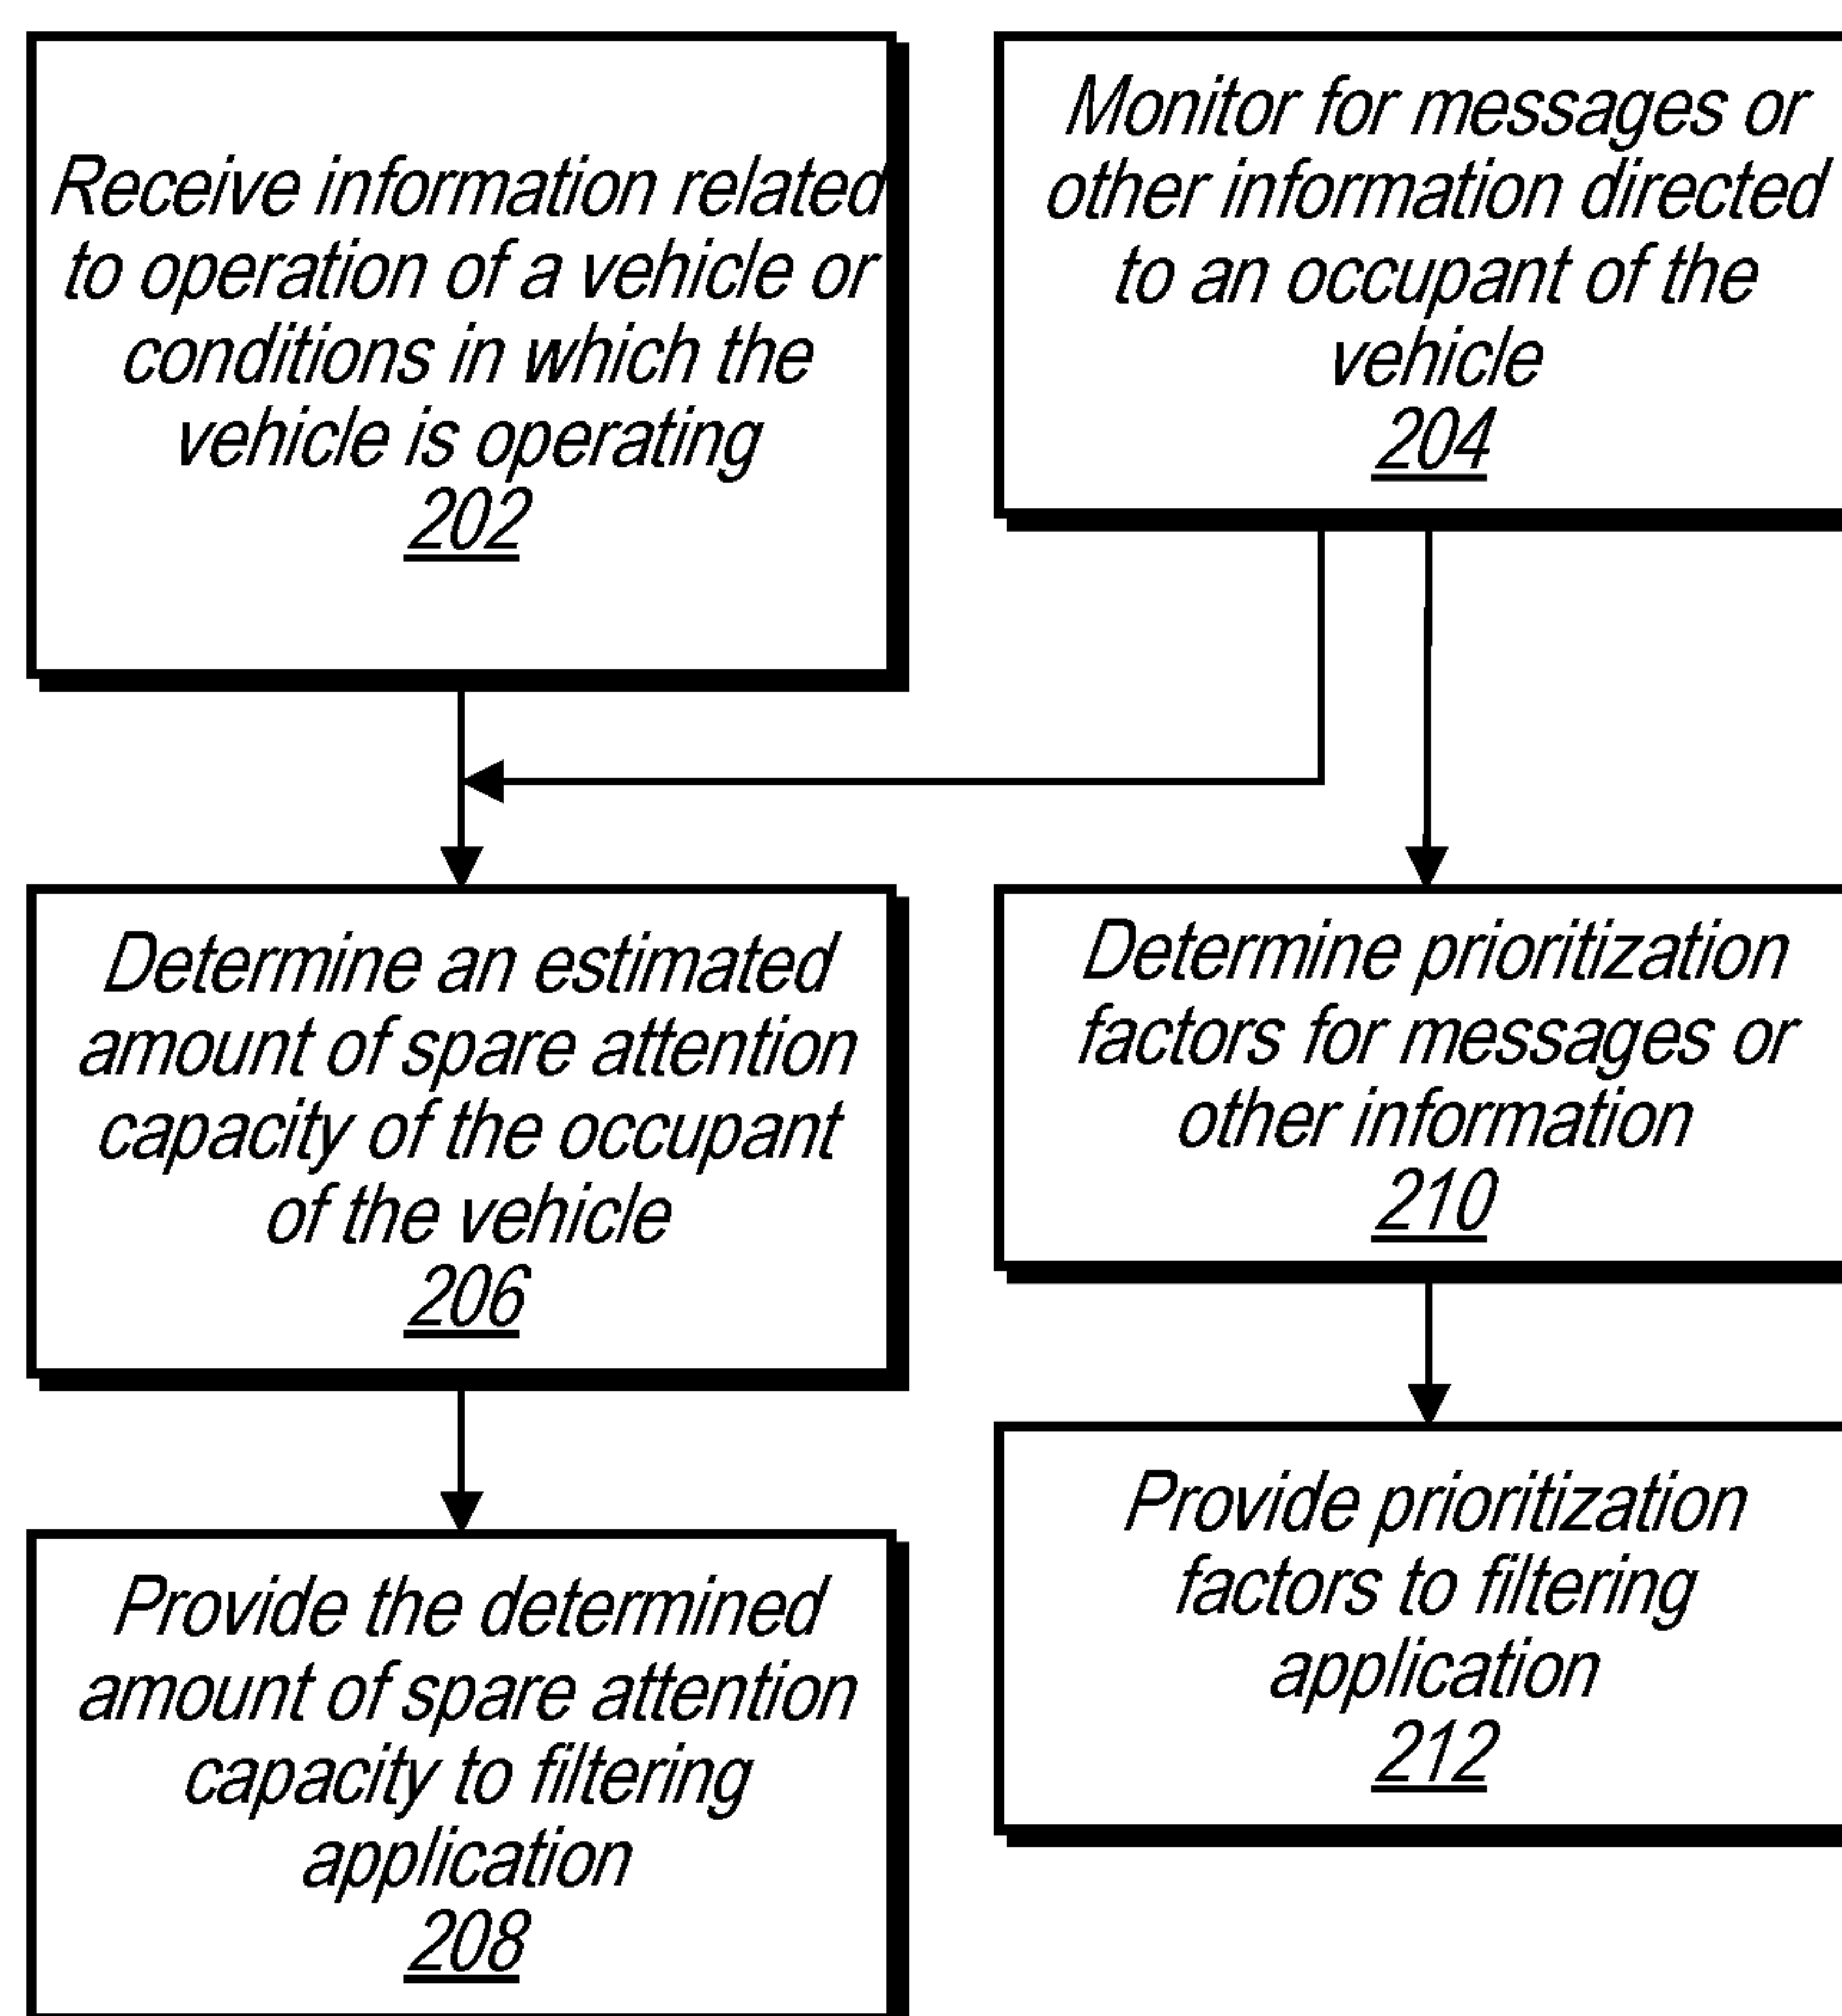 Receive information related
to operation of a vehicle or
conditions in which the
vehicle is operating
202
Monitor for messages or
other information directed
to an occupant of the
vehicle
204
Determine an estimated
amount of spare attention
capacity of the occupant
of the vehicle
206
Determine prioritization
factors for messages or
other information
210
Provide the determined
amount of spare attention
capacity to filtering
application
208
Provide prioritization
factors to filtering
application
212